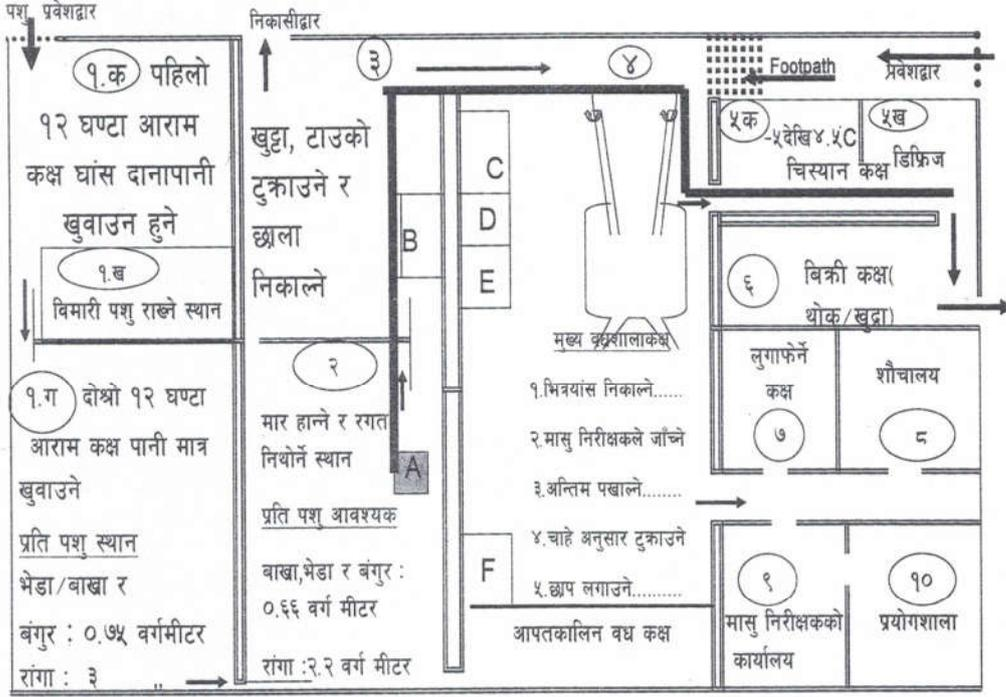 पशु प्रवेशद्वार
निकासीद्वार
१.क पहिलो
१२ घण्टा आराम
कक्ष घांस दानापानी
खुवाउन हुने
१.ख
विमारी पशु राख्ने स्थान
१.ग दोश्रो १२ घण्टा
आराम कक्ष पानी मात्र
खुवाउने
प्रति पशु स्थान
भेडा/बाखा र
बंगुर : ०.७५ वर्गमीटर
रांगा : ३ ,,
खुट्टा, टाउको
टुक्राउने र
छाला
निकाल्ने
२
मार हान्ने र रगत
निथोर्ने स्थान
प्रति पशु आवश्यक
बाखा,भेडा र बंगुर :
०.६६ वर्ग मीटर
रांगा :२.२ वर्ग मीटर
A
B
३
४
C
D
E
F
मुख्य वधशालाकक्ष
१.भित्रयांस निकाल्ने......
२.मासु निरीक्षकले जाँच्ने
३.अन्तिम पखाल्ने........
४.चाहे अनुसार टुक्राउने
५.छाप लगाउने..........
आपतकालिन वध कक्ष
Footpath
प्रवेशद्वार
५क
-५देखि४.५ं‍C
चिस्यान कक्ष
५ख
डिफ्रिज
६
बिक्री कक्ष(
थोक/खुद्रा)
लुगाफेर्ने
कक्ष
७
शौचालय
८
९
मासु निरीक्षकको
कार्यालय
१०
प्रयोगशाला